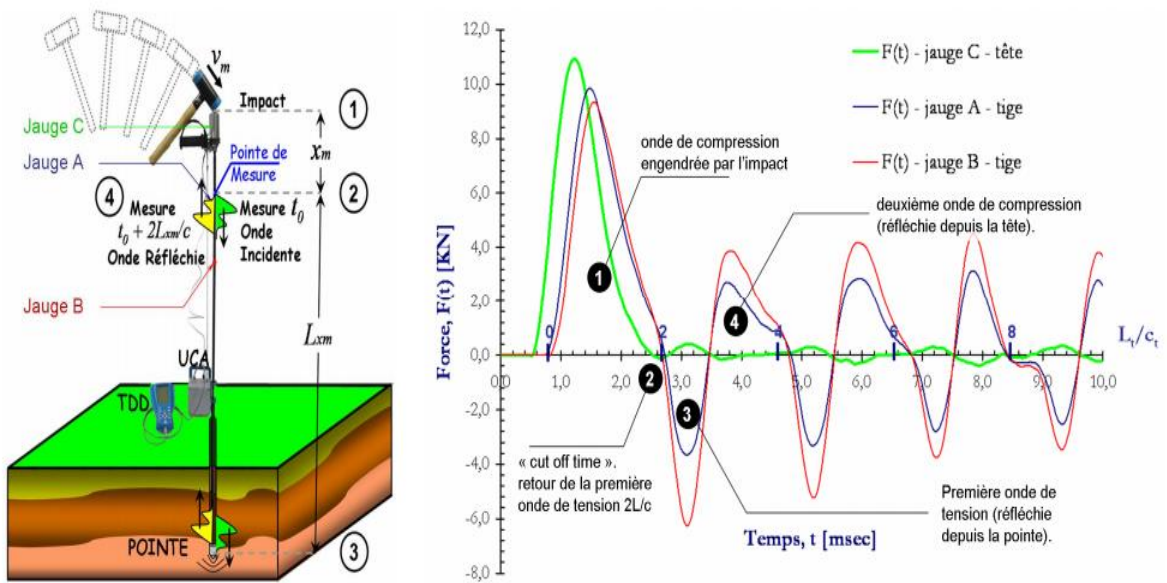 v_m
Impact
1
Jauge C
Jauge A
Pointe de
Mesure
x_m
2
4
Mesure
t_0 + 2L_xm/c
Onde Réfléchie
Mesure t_0
Onde
Incidente
Jauge B
L_xm
UCA
TDD
POINTE
3
Force, F(t) [KN]
12,0
10,0
8,0
6,0
4,0
2,0
0,0
-2,0
-4,0
-6,0
-8,0
F(t) - jauge C - tête
F(t) - jauge A - tige
F(t) - jauge B - tige
onde de compression
engendrée par l'impact
deuxième onde de compression
(réfléchie depuis la tête).
1
4
0 2 4 6 8
L_t/c_t
0,0 1,0 2,0 3,0 4,0 5,0 6,0 7,0 8,0 9,0 10,0
2
3
« cut off time ».
retour de la première
onde de tension 2L/c
Première onde de
tension (réfléchie
depuis la pointe).
Temps, t [msec]